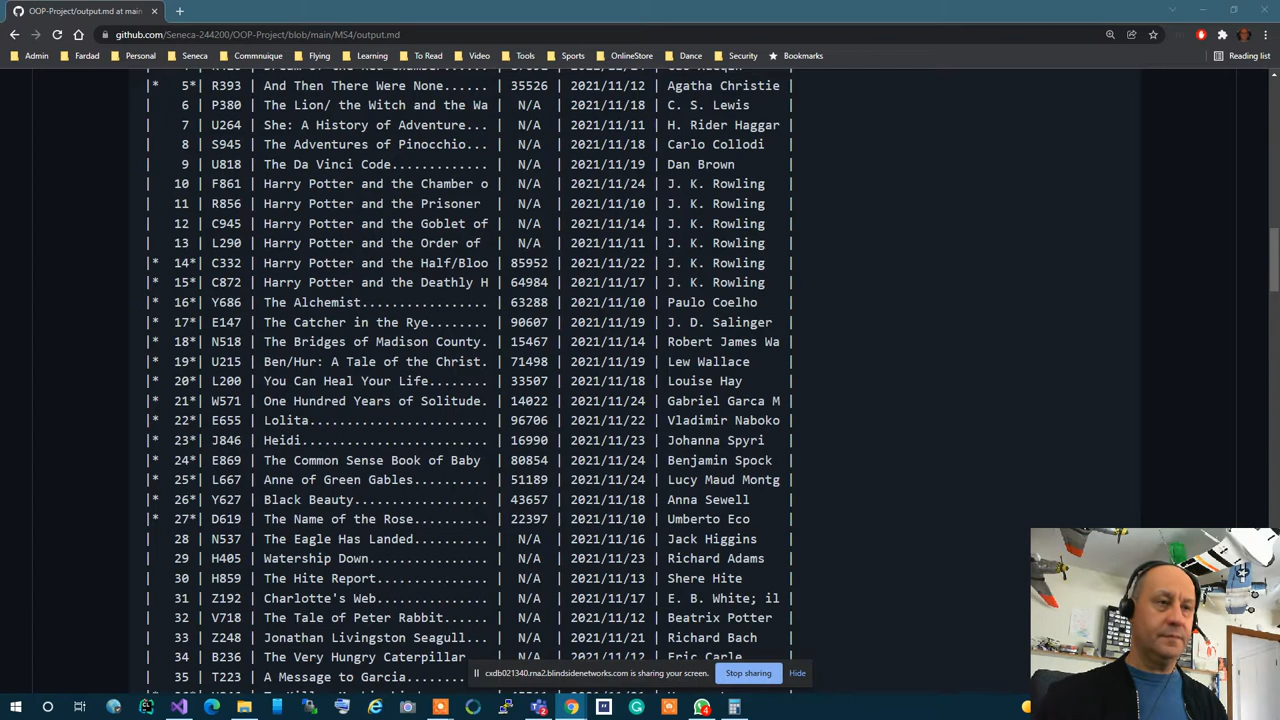 OOP-Project/output.md at main
github.com/Seneca-244200/OOP-Project/blob/main/MS4/output.md
Admin Fardad Personal Seneca Commnuique Flying Learning To Read Video Tools Sports OnlineStore Dance Security Bookmarks Reading list
|* 5*| R393 | And Then There Were None...... | 35526 | 2021/11/12 | Agatha Christie |
| 6 | P380 | The Lion/ the Witch and the Wa | N/A | 2021/11/18 | C. S. Lewis |
| 7 | U264 | She: A History of Adventure... | N/A | 2021/11/11 | H. Rider Haggar |
| 8 | S945 | The Adventures of Pinocchio... | N/A | 2021/11/18 | Carlo Collodi |
| 9 | U818 | The Da Vinci Code............. | N/A | 2021/11/19 | Dan Brown |
| 10 | F861 | Harry Potter and the Chamber o | N/A | 2021/11/24 | J. K. Rowling |
| 11 | R856 | Harry Potter and the Prisoner | N/A | 2021/11/10 | J. K. Rowling |
| 12 | C945 | Harry Potter and the Goblet of | N/A | 2021/11/14 | J. K. Rowling |
| 13 | L290 | Harry Potter and the Order of | N/A | 2021/11/11 | J. K. Rowling |
|* 14*| C332 | Harry Potter and the Half/Bloo | 85952 | 2021/11/22 | J. K. Rowling |
|* 15*| C872 | Harry Potter and the Deathly H | 64984 | 2021/11/17 | J. K. Rowling |
|* 16*| Y686 | The Alchemist................. | 63288 | 2021/11/10 | Paulo Coelho |
|* 17*| E147 | The Catcher in the Rye........ | 90607 | 2021/11/19 | J. D. Salinger |
|* 18*| N518 | The Bridges of Madison County. | 15467 | 2021/11/14 | Robert James Wa |
|* 19*| U215 | Ben/Hur: A Tale of the Christ. | 71498 | 2021/11/19 | Lew Wallace |
|* 20*| L200 | You Can Heal Your Life........ | 33507 | 2021/11/18 | Louise Hay |
|* 21*| W571 | One Hundred Years of Solitude. | 14022 | 2021/11/24 | Gabriel Garca M |
|* 22*| E655 | Lolita........................ | 96706 | 2021/11/22 | Vladimir Naboko |
|* 23*| J846 | Heidi......................... | 16990 | 2021/11/23 | Johanna Spyri |
|* 24*| E869 | The Common Sense Book of Baby | 80854 | 2021/11/24 | Benjamin Spock |
|* 25*| L667 | Anne of Green Gables.......... | 51189 | 2021/11/24 | Lucy Maud Montg |
|* 26*| Y627 | Black Beauty.................. | 43657 | 2021/11/18 | Anna Sewell |
|* 27*| D619 | The Name of the Rose.......... | 22397 | 2021/11/10 | Umberto Eco |
| 28 | N537 | The Eagle Has Landed.......... | N/A | 2021/11/16 | Jack Higgins |
| 29 | H405 | Watership Down................ | N/A | 2021/11/23 | Richard Adams |
| 30 | H859 | The Hite Report............... | N/A | 2021/11/13 | Shere Hite |
| 31 | Z192 | Charlotte's Web............... | N/A | 2021/11/17 | E. B. White; il |
| 32 | V718 | The Tale of Peter Rabbit...... | N/A | 2021/11/12 | Beatrix Potter |
| 33 | Z248 | Jonathan Livingston Seagull... | N/A | 2021/11/21 | Richard Bach |
| 34 | B236 | The Very Hungry Caterpillar | N/A | 2021/11/12 | Eric Carle |
| 35 | T223 | A Message to Garcia.......
cxdb021340.rna2.blindsidenetworks.com is sharing your screen. Stop sharing Hide